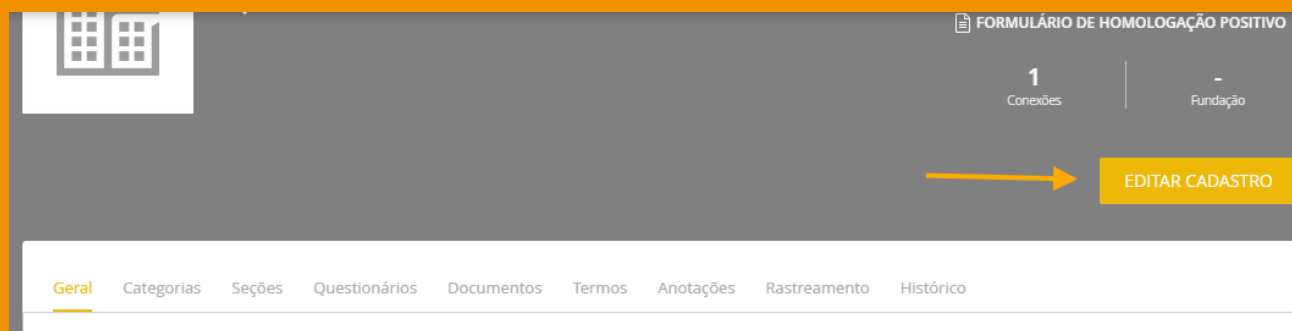 FORMULÁRIO DE HOMOLOGAÇÃO POSITIVO
1
Conexões
-
Fundação
EDITAR CADASTRO
Geral Categorias Seções Questionários Documentos Termos Anotações Rastreamento Histórico